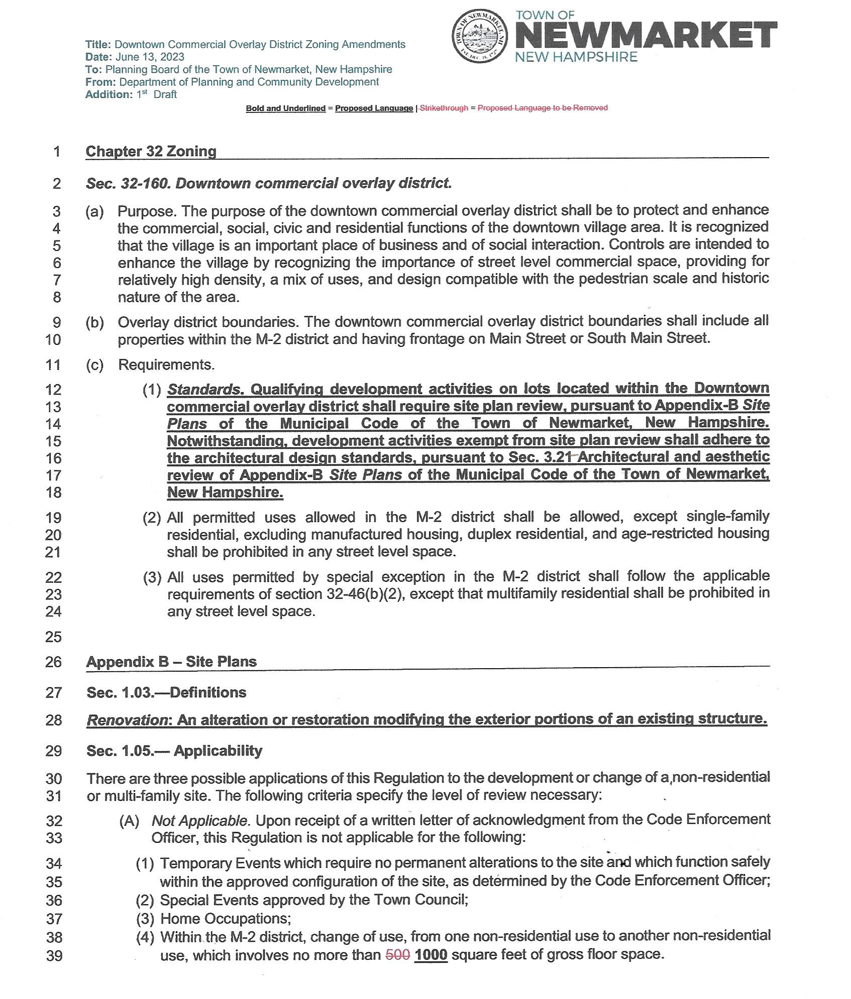 TOWN OF NEWMARKET, NH
EST. DEC. 15, 1727
TOWN OF
NEWMARKET
NEW HAMPSHIRE
Title: Downtown Commercial Overlay District Zoning Amendments
Date: June 13, 2023
To: Planning Board of the Town of Newmarket, New Hampshire
From: Department of Planning and Community Development
Addition: 1st Draft
Bold and Underlined = Proposed Language | Strikethrough = Proposed Language to be Removed
1 Chapter 32 Zoning
2 Sec. 32-160. Downtown commercial overlay district.
3 (a) Purpose. The purpose of the downtown commercial overlay district shall be to protect and enhance
4 the commercial, social, civic and residential functions of the downtown village area. It is recognized
5 that the village is an important place of business and of social interaction. Controls are intended to
6 enhance the village by recognizing the importance of street level commercial space, providing for
7 relatively high density, a mix of uses, and design compatible with the pedestrian scale and historic
8 nature of the area.
9 (b) Overlay district boundaries. The downtown commercial overlay district boundaries shall include all
10 properties within the M-2 district and having frontage on Main Street or South Main Street.
11 (c) Requirements.
12 (1) Standards. Qualifying development activities on lots located within the Downtown
13 commercial overlay district shall require site plan review, pursuant to Appendix-B Site
14 Plans of the Municipal Code of the Town of Newmarket, New Hampshire.
15 Notwithstanding, development activities exempt from site plan review shall adhere to
16 the architectural design standards, pursuant to Sec. 3.21 Architectural and aesthetic
17 review of Appendix-B Site Plans of the Municipal Code of the Town of Newmarket,
18 New Hampshire.
19 (2) All permitted uses allowed in the M-2 district shall be allowed, except single-family
20 residential, excluding manufactured housing, duplex residential, and age-restricted housing
21 shall be prohibited in any street level space.
22 (3) All uses permitted by special exception in the M-2 district shall follow the applicable
23 requirements of section 32-46(b)(2), except that multifamily residential shall be prohibited in
24 any street level space.
25
26 Appendix B – Site Plans
27 Sec. 1.03.—Definitions
28 Renovation: An alteration or restoration modifying the exterior portions of an existing structure.
29 Sec. 1.05.— Applicability
30 There are three possible applications of this Regulation to the development or change of a non-residential
31 or multi-family site. The following criteria specify the level of review necessary:
32 (A) Not Applicable. Upon receipt of a written letter of acknowledgment from the Code Enforcement
33 Officer, this Regulation is not applicable for the following:
34 (1) Temporary Events which require no permanent alterations to the site and which function safely
35 within the approved configuration of the site, as determined by the Code Enforcement Officer;
36 (2) Special Events approved by the Town Council;
37 (3) Home Occupations;
38 (4) Within the M-2 district, change of use, from one non-residential use to another non-residential
39 use, which involves no more than 500 1000 square feet of gross floor space.